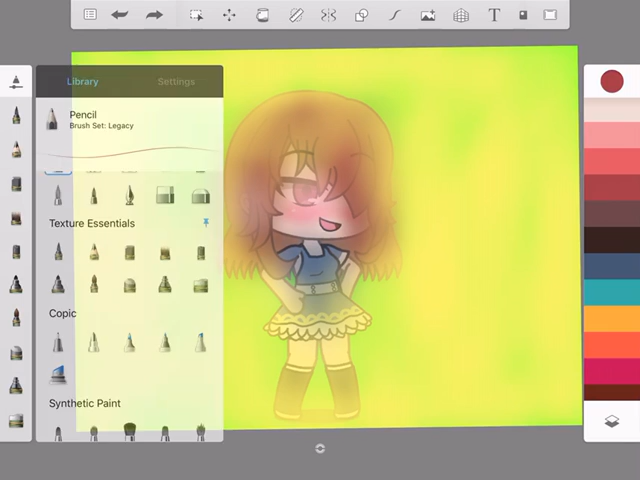 T
Library Settings
Pencil
Brush Set: Legacy
Texture Essentials
Copic
Synthetic Paint